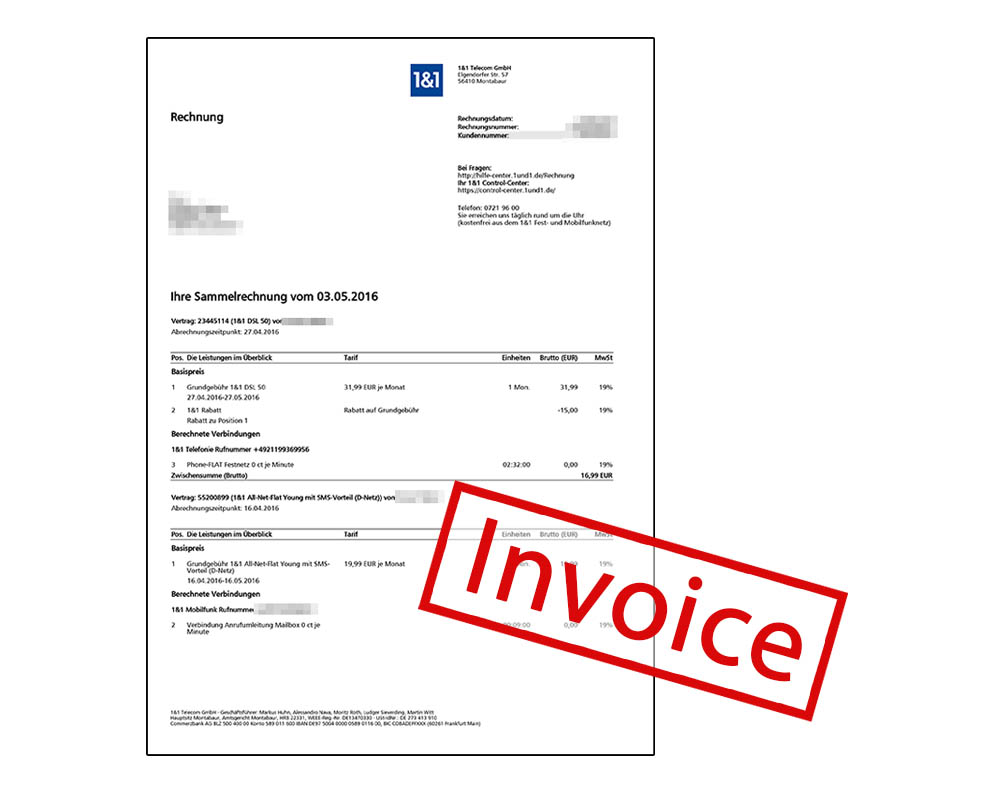 1&1
1&1 Telecom GmbH
Elgendorfer Str. 57
56410 Montabaur
Rechnung
Rechnungsdatum:
Rechnungsnummer:
Kundennummer:
Bei Fragen:
http://hilfe-center.1und1.de/Rechnung
Ihr 1&1 Control-Center:
https://control-center.1und1.de/
Telefon: 0721 96 00
Sie erreichen uns täglich rund um die Uhr
(kostenfrei aus dem 1&1 Fest- und Mobilfunknetz)
Ihre Sammelrechnung vom 03.05.2016
Vertrag: 23445114 (1&1 DSL 50) von
Abrechnungszeitpunkt: 27.04.2016
Pos. Die Leistungen im Überblick Tarif Einheiten Brutto (EUR) MwSt
Basispreis
1 Grundgebühr 1&1 DSL 50 31,99 EUR je Monat 1 Mon. 31,99 19%
27.04.2016-27.05.2016
2 1&1 Rabatt Rabatt auf Grundgebühr -15,00 19%
Rabatt zu Position 1
Berechnete Verbindungen
1&1 Telefonie Rufnummer +4921199369956
3 Phone-FLAT Festnetz 0 ct je Minute 02:32:00 0,00 19%
Zwischensumme (Brutto) 16,99 EUR
Vertrag: 55200899 (1&1 All-Net-Flat Young mit SMS-Vorteil (D-Netz)) von
Abrechnungszeitpunkt: 16.04.2016
Pos. Die Leistungen im Überblick Tarif Einheiten Brutto (EUR) MwSt
Basispreis
1 Grundgebühr 1&1 All-Net-Flat Young mit SMS- 19,99 EUR je Monat 19%
Vorteil (D-Netz)
16.04.2016-16.05.2016
Berechnete Verbindungen
1&1 Mobilfunk Rufnummer
2 Verbindung Anrufumleitung Mailbox 0 ct je 00:09:00 0,00 19%
Minute
Invoice
1&1 Telecom GmbH - Geschäftsführer: Markus Huhn, Alessandro Nava, Moritz Roth, Ludger Sieverding, Martin Witt
Hauptsitz Montabaur, Amtsgericht Montabaur, HRB 22331, WEEE-Reg.-Nr. DE13470330 - USt-IdNr.: DE 273 413 910
Commerzbank AG BLZ 500 400 00 Konto 589 011 600 IBAN DE97 5004 0000 0589 0116 00, BIC COBADEFFXXX (60261 Frankfurt Main)